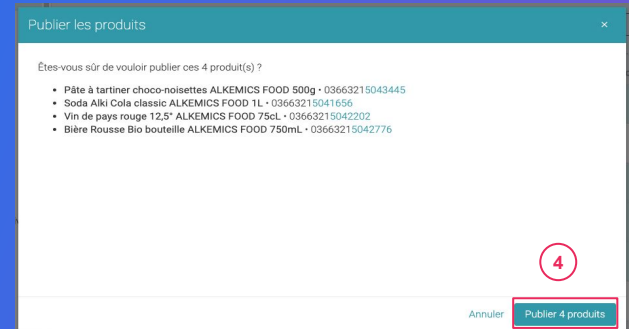 Publier les produits ×
Êtes-vous sûr de vouloir publier ces 4 produit(s) ?
• Pâte à tartiner choco-noisettes ALKEMICS FOOD 500g • 03663215043445
• Soda Alki Cola classic ALKEMICS FOOD 1L • 03663215041656
• Vin de pays rouge 12,5° ALKEMICS FOOD 75cL • 03663215042202
• Bière Rousse Bio bouteille ALKEMICS FOOD 750mL • 03663215042776
4
Annuler Publier 4 produits